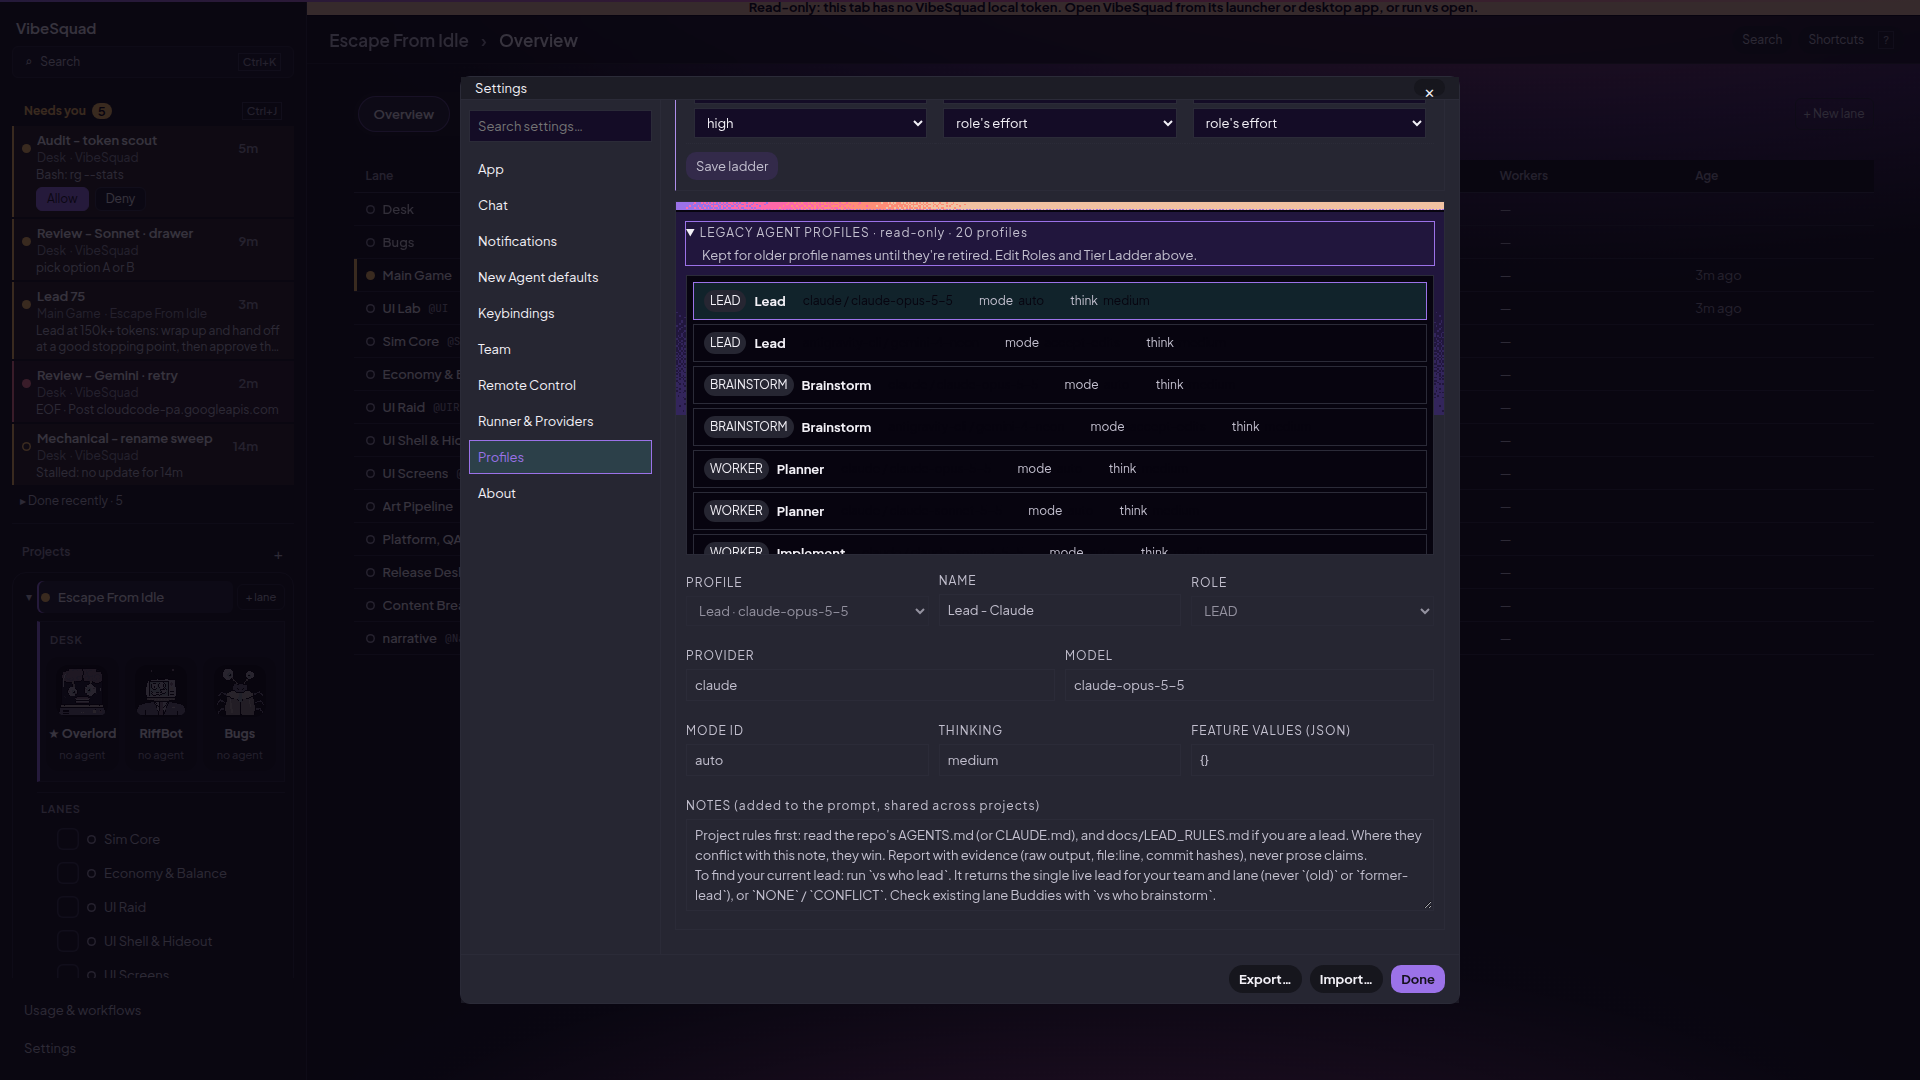 Read-only: this tab has no VibeSquad local token. Open VibeSquad from its launcher or desktop app, or run vs open.
VibeSquad
Search Ctrl+K
Needs you 5 Ctrl+J
Audit - token scout 5m
Desk · VibeSquad
Bash: rg --stats
Allow Deny
Review - Sonnet · drawer 9m
Desk · VibeSquad
pick option A or B
Lead 75 3m
Main Game · Escape From Idle
Lead at 150k+ tokens: wrap up and hand off
at a good stopping point, then approve th...
Review - Gemini · retry 2m
Desk · VibeSquad
EOF · Post cloudcode-pa.googleapis.com
Mechanical - rename sweep 14m
Desk · VibeSquad
Stalled: no update for 14m
▸ Done recently · 5
Projects +
▾ Escape From Idle + lane
DESK
★ Overlord RiffBot Bugs
no agent no agent no agent
LANES
Sim Core
Economy & Balance
UI Raid
UI Shell & Hideout
UI Screens
Usage & workflows
Settings
Escape From Idle › Overview
Search Shortcuts ?
Overview
+ New lane
Lane Workers Age
Desk —
Bugs —
Main Game — 3m ago
UI Lab @UI — 3m ago
Sim Core —
Economy & —
UI Raid @UIR —
UI Shell & Hid —
UI Screens —
Art Pipeline —
Platform, QA —
Release Desk —
Content Brea —
narrative —
Settings ×
Search settings...
App
Chat
Notifications
New Agent defaults
Keybindings
Team
Remote Control
Runner & Providers
Profiles
About
high role's effort role's effort
Save ladder
▼ LEGACY AGENT PROFILES · read-only · 20 profiles
Kept for older profile names until they're retired. Edit Roles and Tier Ladder above.
LEAD Lead claude / claude-opus-5-5 mode auto think medium
LEAD Lead mode think
BRAINSTORM Brainstorm mode think
BRAINSTORM Brainstorm mode think
WORKER Planner mode think
WORKER Planner mode think
WORKER Implement mode think
PROFILE NAME ROLE
Lead · claude-opus-5-5 Lead - Claude LEAD
PROVIDER MODEL
claude claude-opus-5-5
MODE ID THINKING FEATURE VALUES (JSON)
auto medium {}
NOTES (added to the prompt, shared across projects)
Project rules first: read the repo's AGENTS.md (or CLAUDE.md), and docs/LEAD_RULES.md if you are a lead. Where they
conflict with this note, they win. Report with evidence (raw output, file:line, commit hashes), never prose claims.
To find your current lead: run `vs who lead`. It returns the single live lead for your team and lane (never `(old)` or `former-
lead`), or `NONE` / `CONFLICT`. Check existing lane Buddies with `vs who brainstorm`.
Export... Import... Done